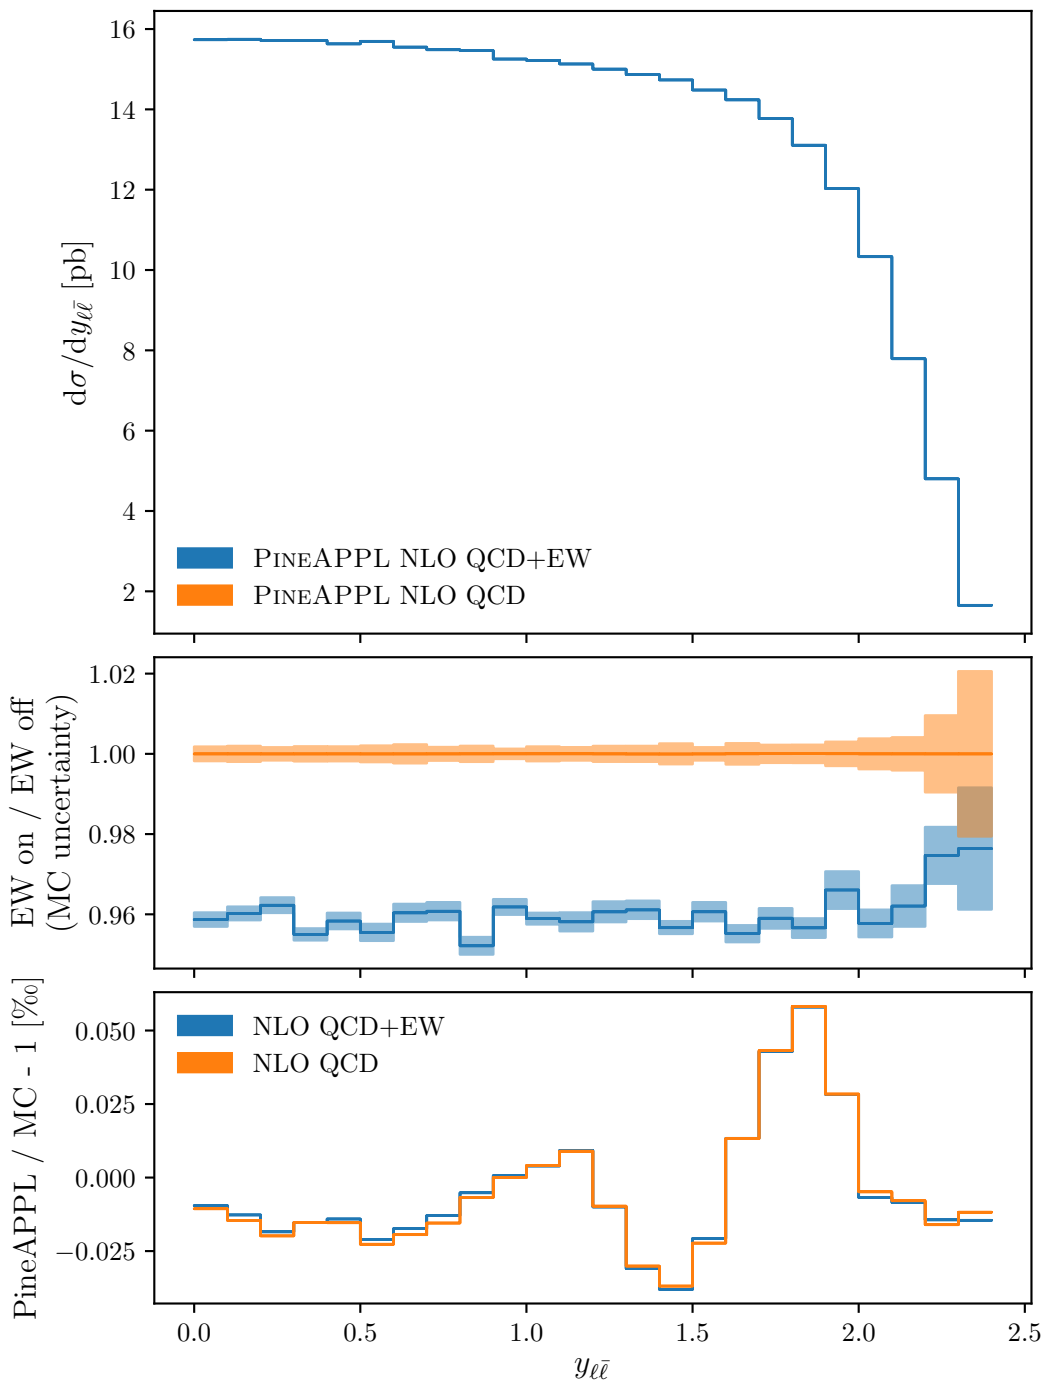 16
14
12
10
8
6
4
2
dσ/dy_{ℓℓ̄} [pb]
PineAPPL NLO QCD+EW
PineAPPL NLO QCD
1.02
1.00
0.98
0.96
EW on / EW off
(MC uncertainty)
0.050
0.025
0.000
−0.025
PineAPPL / MC - 1 [‰]
NLO QCD+EW
NLO QCD
0.0 0.5 1.0 1.5 2.0 2.5
y_{ℓℓ̄}